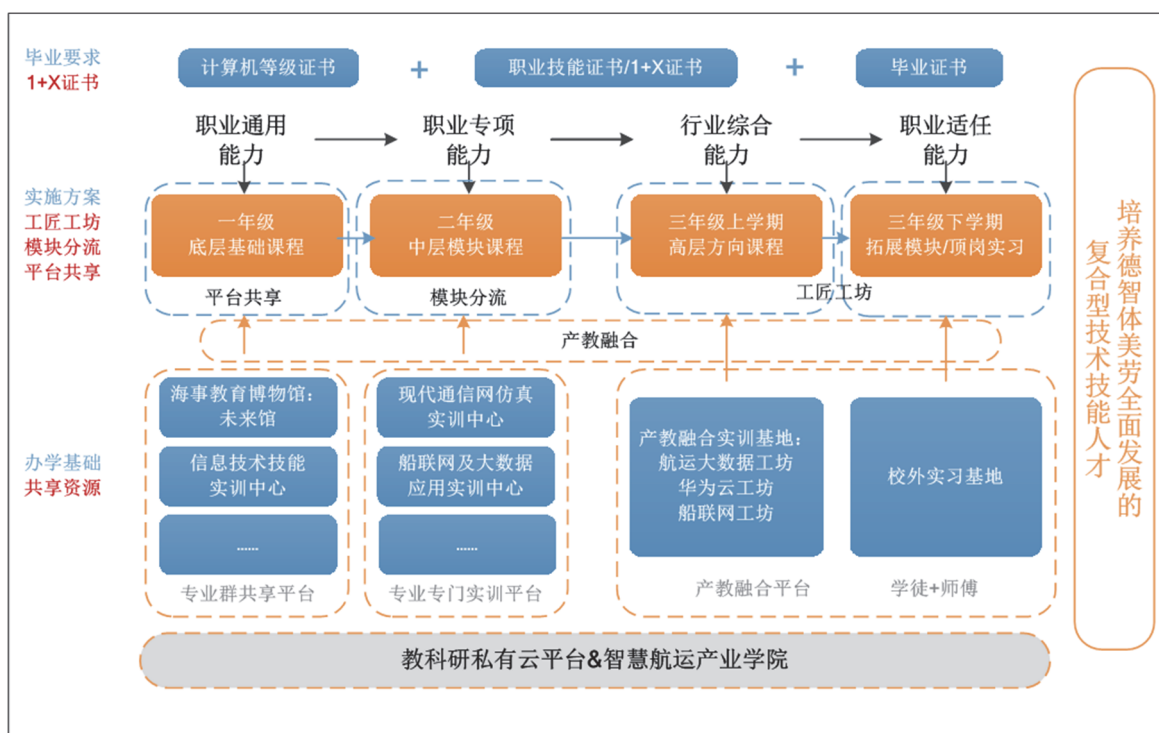 毕业要求
1+X证书
计算机等级证书
+
职业技能证书/1+X证书
+
毕业证书
职业通用
能力
职业专项
能力
行业综合
能力
职业适任
能力
实施方案
工匠工坊
模块分流
平台共享
一年级
底层基础课程
二年级
中层模块课程
三年级上学期
高层方向课程
三年级下学期
拓展模块/顶岗实习
平台共享
模块分流
工匠工坊
产教融合
办学基础
共享资源
海事教育博物馆:
未来馆
信息技术技能
实训中心
……
专业群共享平台
现代通信网仿真
实训中心
船联网及大数据
应用实训中心
……
专业专门实训平台
产教融合实训基地:
航运大数据工坊
华为云工坊
船联网工坊
产教融合平台
校外实习基地
学徒+师傅
教科研私有云平台&智慧航运产业学院
培养德智体美劳全面发展的
复合型技术技能人才